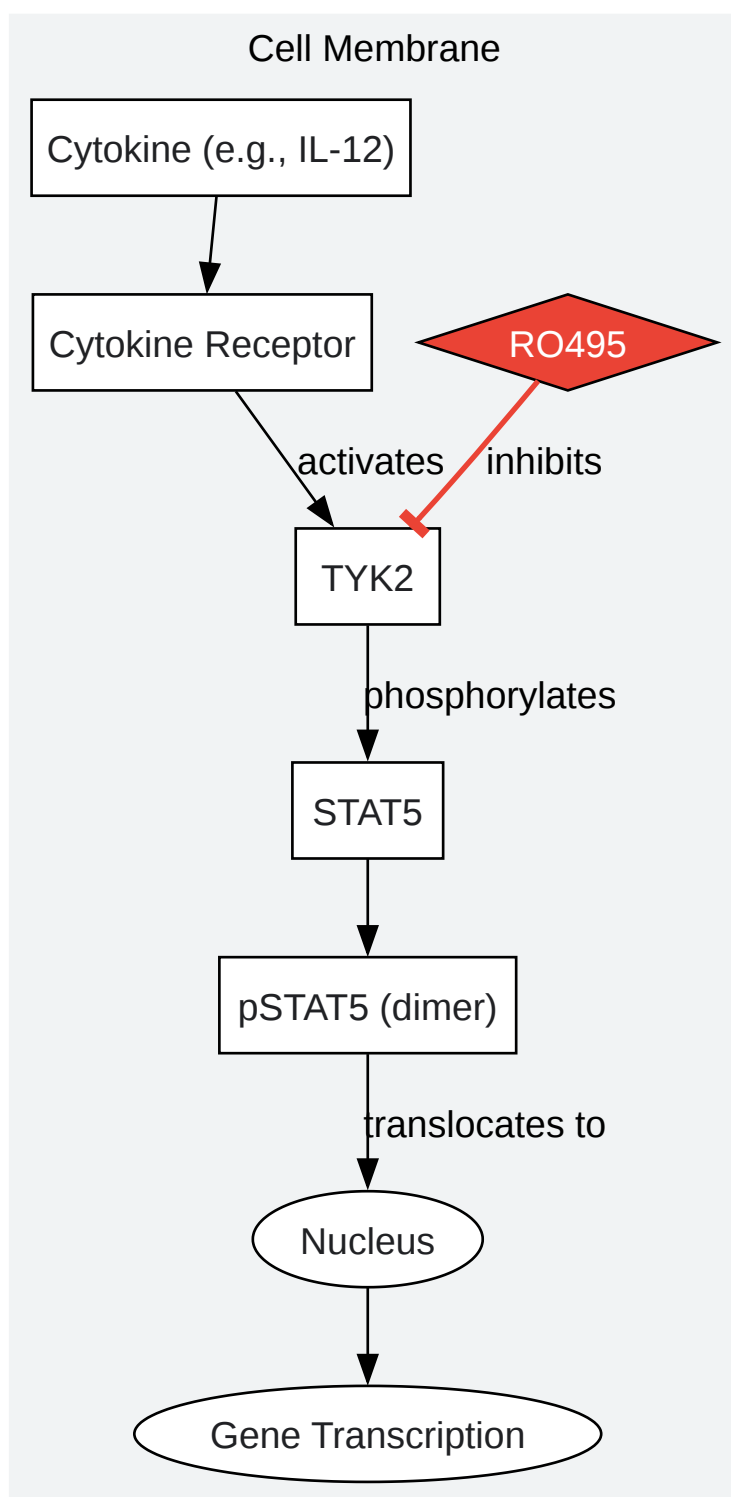 Cell Membrane
Cytokine (e.g., IL-12)
Cytokine Receptor
RO495
activates
inhibits
TYK2
phosphorylates
STAT5
pSTAT5 (dimer)
translocates to
Nucleus
Gene Transcription